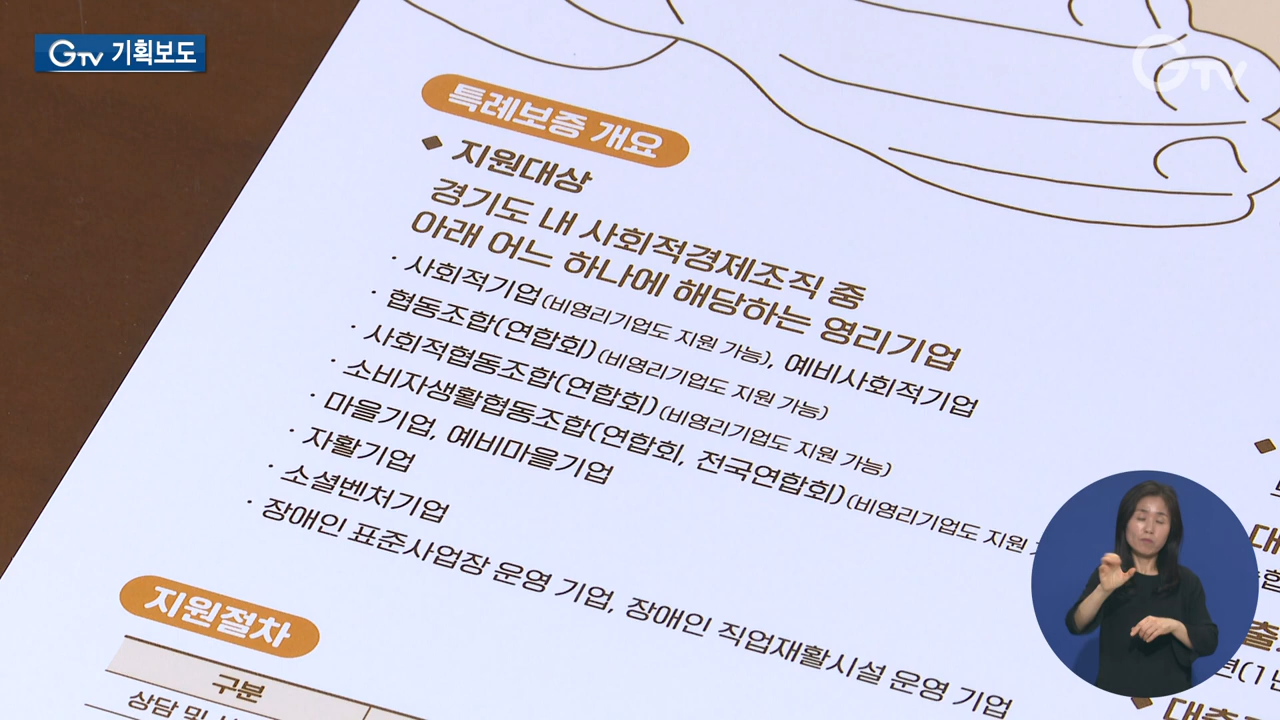 GTV 기획보도
GTV
특례보증 개요
◆ 지원대상
경기도 내 사회적경제조직 중
아래 어느 하나에 해당하는 영리기업
· 사회적기업(비영리기업도 지원 가능), 예비사회적기업
· 협동조합(연합회)(비영리기업도 지원 가능)
· 사회적협동조합(연합회)(비영리기업도 지원 가능)
· 소비자생활협동조합(연합회, 전국연합회)(비영리기업도 지원
· 마을기업, 예비마을기업
· 자활기업
· 소셜벤처기업
· 장애인 표준사업장 운영 기업, 장애인 직업재활시설 운영 기업
지원절차
구분
상담 및